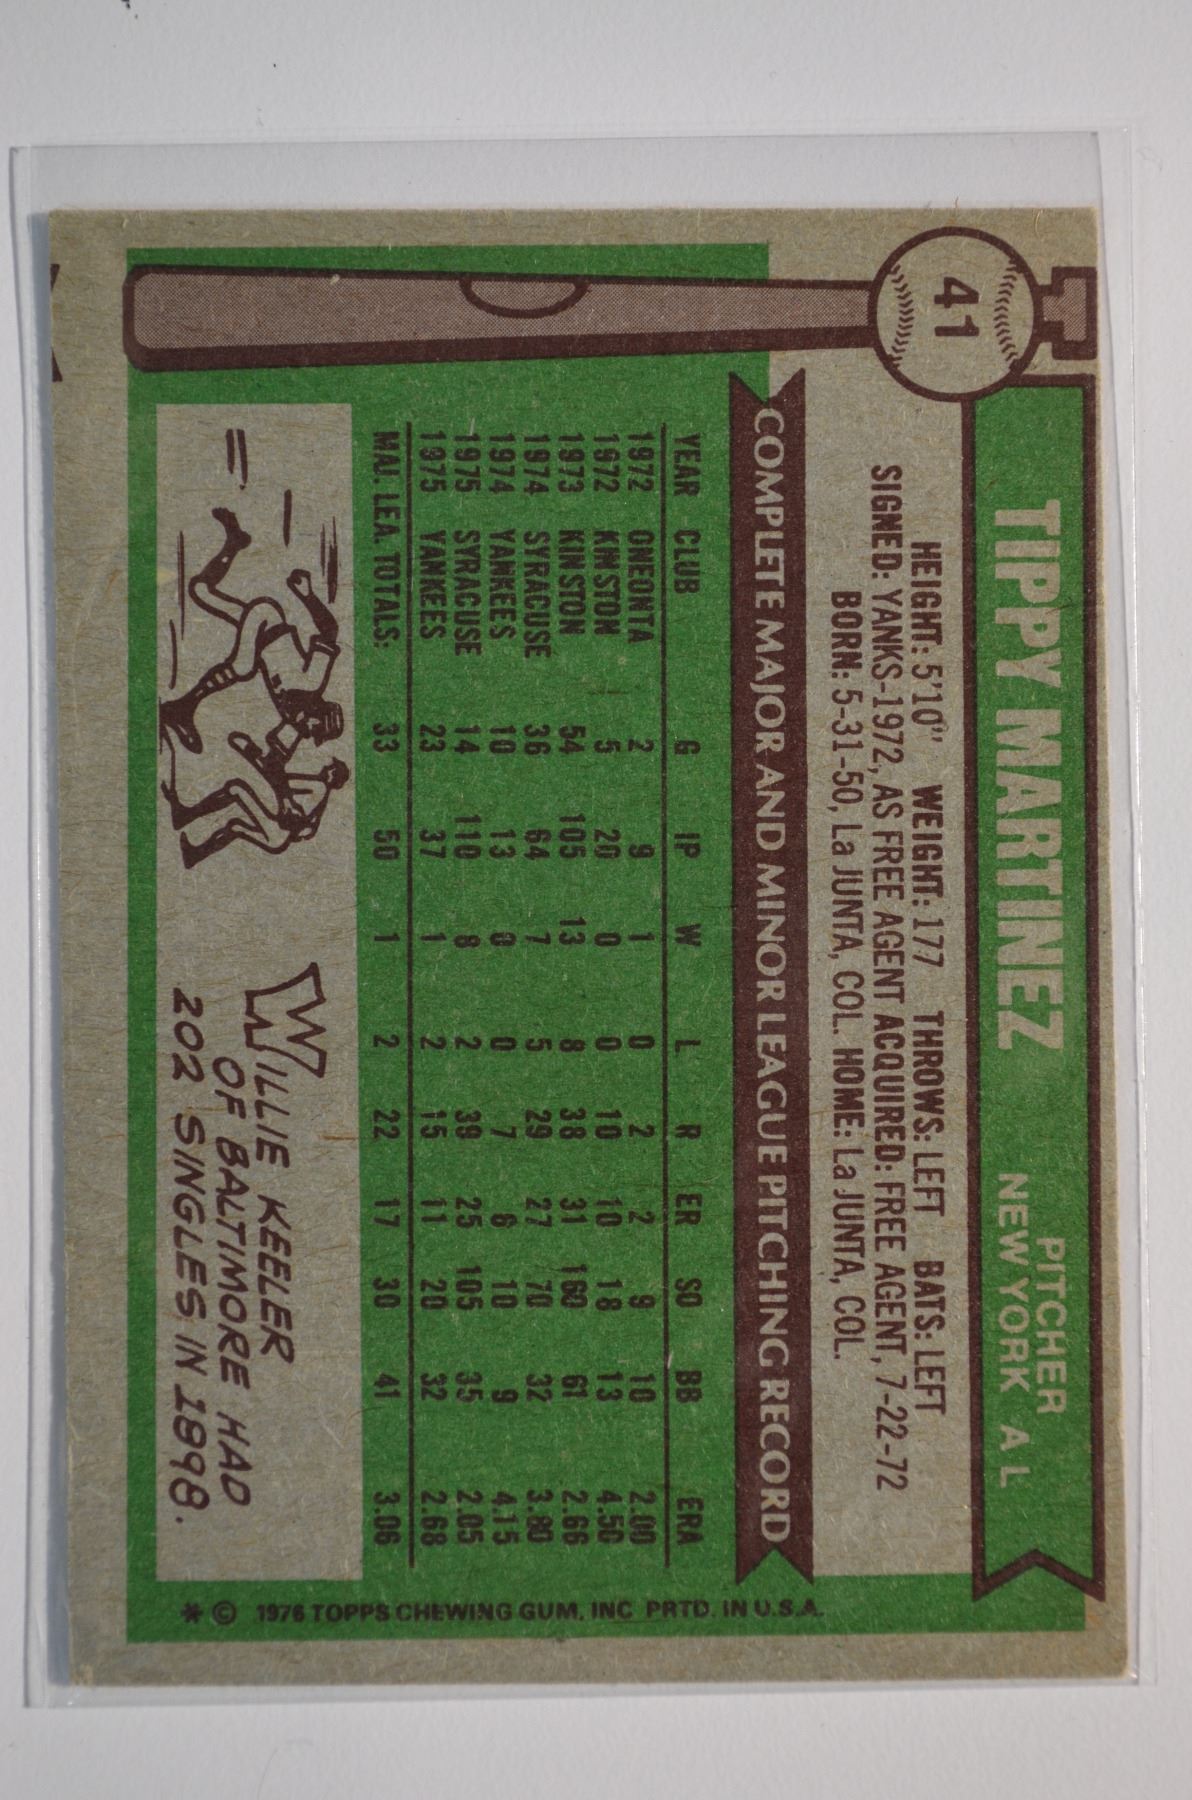 41
TIPPY MARTINEZ
PITCHER
NEW YORK A L
HEIGHT: 5'10" WEIGHT: 177 THROWS: LEFT BATS: LEFT
SIGNED: YANKS-1972, AS FREE AGENT ACQUIRED: FREE AGENT, 7-22-72
BORN: 5-31-50, La JUNTA, COL. HOME: La JUNTA, COL.
COMPLETE MAJOR AND MINOR LEAGUE PITCHING RECORD
YEAR CLUB G IP W L R ER SO BB ERA
1972 ONEONTA 2 9 1 0 2 2 9 10 2.00
1972 KINSTON 5 20 0 0 10 10 18 13 4.50
1973 KINSTON 54 105 13 8 38 31 160 61 2.66
1974 SYRACUSE 36 64 7 5 29 27 70 32 3.80
1974 YANKEES 10 13 0 0 7 6 10 9 4.15
1975 SYRACUSE 14 110 8 2 39 25 105 35 2.05
1975 YANKEES 23 37 1 2 15 11 20 32 2.68
MAJ. LEA. TOTALS: 33 50 1 2 22 17 30 41 3.06
WILLIE KEELER
OF BALTIMORE HAD
202 SINGLES IN 1898.
* © 1976 TOPPS CHEWING GUM, INC PRTD. IN U.S.A.